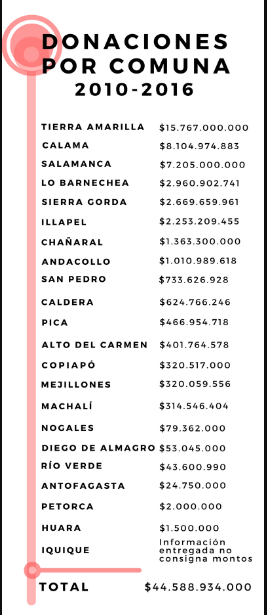 DONACIONES
POR COMUNA
2010-2016
TIERRA AMARILLA $15.767.000.000
CALAMA $8.104.974.883
SALAMANCA $7.205.000.000
LO BARNECHEA $2.960.902.741
SIERRA GORDA $2.669.659.961
ILLAPEL $2.253.209.455
CHAÑARAL $1.363.300.000
ANDACOLLO $1.010.989.618
SAN PEDRO $733.626.928
CALDERA $624.766.246
PICA $466.954.718
ALTO DEL CARMEN $401.764.578
COPIAPÓ $320.517.000
MEJILLONES $320.059.556
MACHALÍ $314.546.404
NOGALES $79.362.000
DIEGO DE ALMAGRO $53.045.000
RÍO VERDE $43.600.990
ANTOFAGASTA $24.750.000
PETORCA $2.000.000
HUARA $1.500.000
IQUIQUE Información
entregada no
consigna montos
TOTAL $44.588.934.000